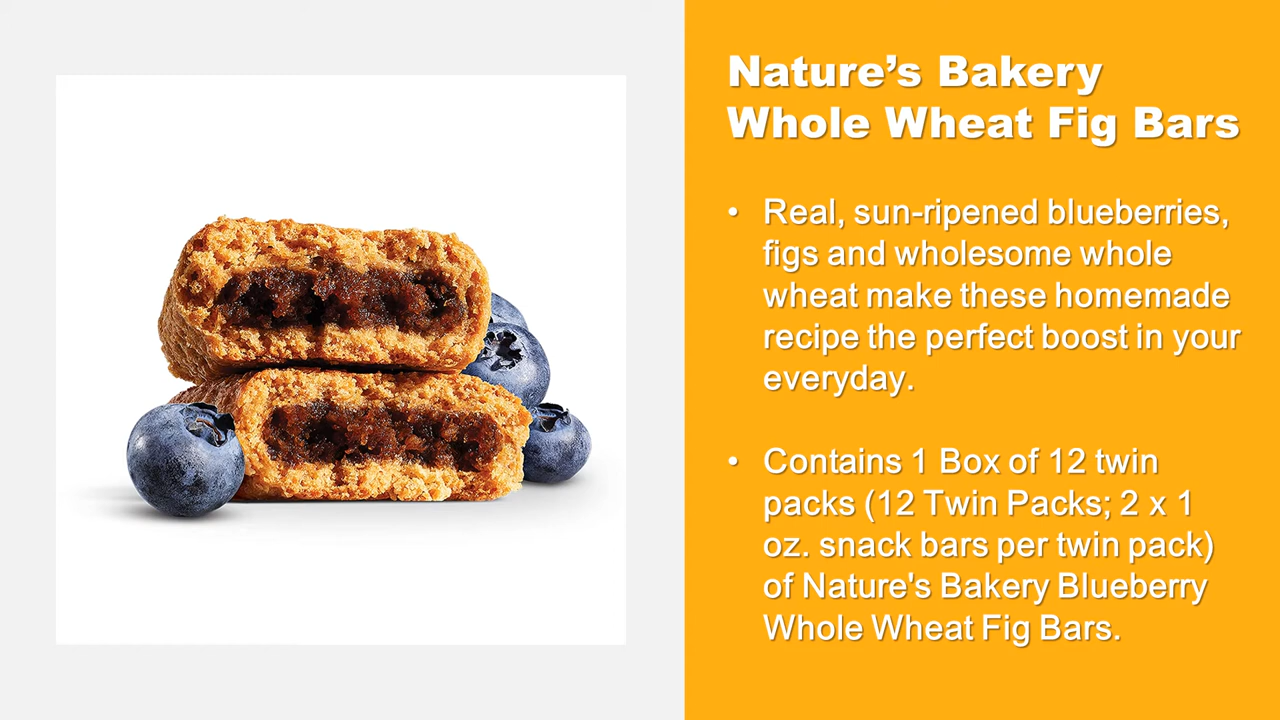 Nature’s Bakery
Whole Wheat Fig Bars
• Real, sun-ripened blueberries,
figs and wholesome whole
wheat make these homemade
recipe the perfect boost in your
everyday.
• Contains 1 Box of 12 twin
packs (12 Twin Packs; 2 x 1
oz. snack bars per twin pack)
of Nature's Bakery Blueberry
Whole Wheat Fig Bars.